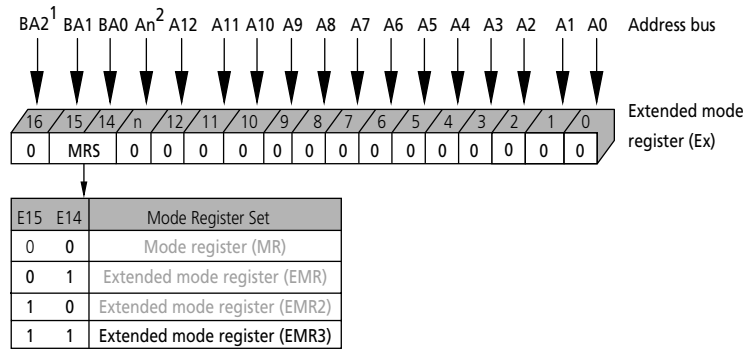 BA2¹ BA1 BA0 An² A12 A11 A10 A9 A8 A7 A6 A5 A4 A3 A2 A1 A0 Address bus
16 15 14 n 12 11 10 9 8 7 6 5 4 3 2 1 0
Extended mode
register (Ex)
0 MRS 0 0 0 0 0 0 0 0 0 0 0 0 0 0
E15 E14 Mode Register Set
0 0 Mode register (MR)
0 1 Extended mode register (EMR)
1 0 Extended mode register (EMR2)
1 1 Extended mode register (EMR3)